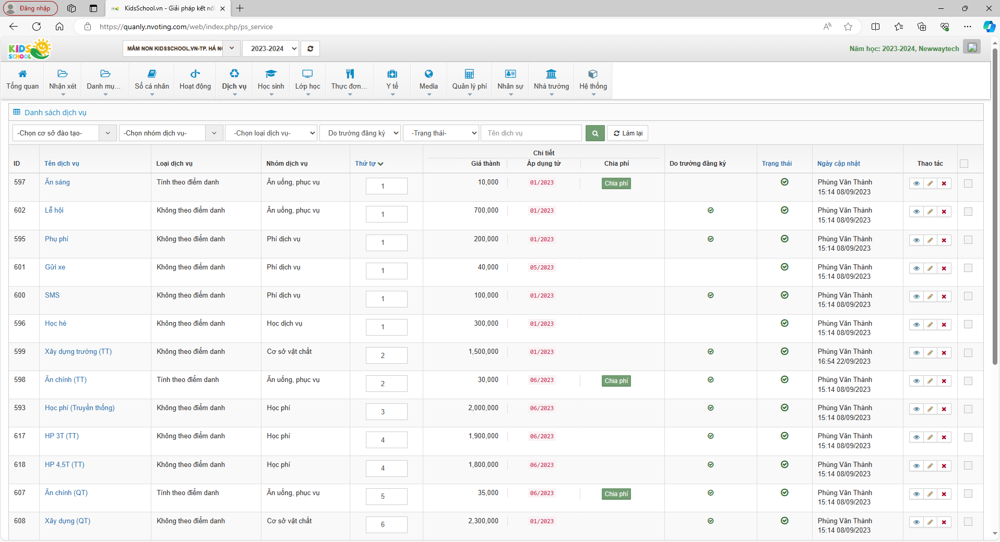 Đăng nhập
KidsSchool.vn - Giải pháp kết nối
https://quanly.nvoting.com/web/index.php/ps_service
KIDS SCHOOL
MẦM NON KIDSSCHOOL.VN-TP. HÀ NỘ
2023-2024
Năm học: 2023-2024, Newwaytech
Tổng quan
Nhận xét
Danh mụ...
Sổ cá nhân
Hoạt động
Dịch vụ
Học sinh
Lớp học
Thực đơn...
Y tế
Media
Quản lý phí
Nhân sự
Nhà trường
Hệ thống
Danh sách dịch vụ
-Chọn cơ sở đào tạo-
-Chọn nhóm dịch vụ-
-Chọn loại dịch vụ-
Do trường đăng ký
-Trạng thái-
Tên dịch vụ
Làm lại
Chi tiết
ID Tên dịch vụ Loại dịch vụ Nhóm dịch vụ Thứ tự Giá thành Áp dụng từ Chia phí Do trường đăng ký Trạng thái Ngày cập nhật Thao tác
597 Ăn sáng Tính theo điểm danh Ăn uống, phục vụ 1 10,000 01/2023 Chia phí Phùng Văn Thành
15:14 08/09/2023
602 Lễ hội Không theo điểm danh Ăn uống, phục vụ 1 700,000 01/2023 Phùng Văn Thành
15:14 08/09/2023
595 Phụ phí Không theo điểm danh Phí dịch vụ 1 200,000 01/2023 Phùng Văn Thành
15:14 08/09/2023
601 Gửi xe Không theo điểm danh Phí dịch vụ 1 40,000 05/2023 Phùng Văn Thành
15:14 08/09/2023
600 SMS Không theo điểm danh Phí dịch vụ 1 100,000 01/2023 Phùng Văn Thành
15:14 08/09/2023
596 Học hè Không theo điểm danh Học dịch vụ 1 300,000 01/2023 Phùng Văn Thành
15:14 08/09/2023
599 Xây dựng trường (TT) Không theo điểm danh Cơ sở vật chất 2 1,500,000 01/2023 Phùng Văn Thành
16:54 22/09/2023
598 Ăn chính (TT) Tính theo điểm danh Ăn uống, phục vụ 2 30,000 06/2023 Chia phí Phùng Văn Thành
15:14 08/09/2023
593 Học phí (Truyền thống) Không theo điểm danh Học phí 3 2,000,000 06/2023 Phùng Văn Thành
15:14 08/09/2023
617 HP 3T (TT) Không theo điểm danh Học phí 4 1,900,000 06/2023 Phùng Văn Thành
15:14 08/09/2023
618 HP 4,5T (TT) Không theo điểm danh Học phí 4 1,800,000 06/2023 Phùng Văn Thành
15:14 08/09/2023
607 Ăn chính (QT) Tính theo điểm danh Ăn uống, phục vụ 5 35,000 06/2023 Chia phí Phùng Văn Thành
15:14 08/09/2023
608 Xây dựng (QT) Không theo điểm danh Cơ sở vật chất 6 2,300,000 01/2023 Phùng Văn Thành
15:14 08/09/2023